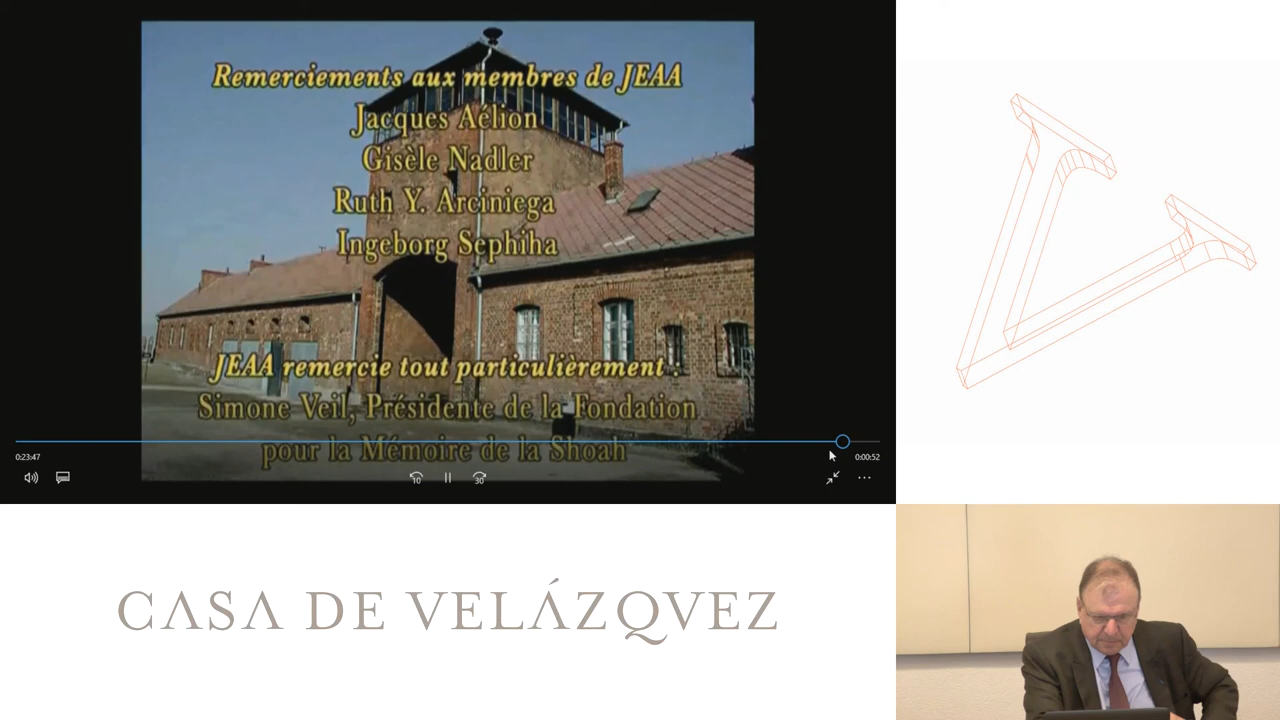 Remerciements aux membres de JEAA
Jacques Aélion
Gisèle Nadler
Ruth Y. Arciniega
Ingeborg Sephiha
JEAA remercie tout particulièrement :
Simone Veil, Présidente de la Fondation
pour la Mémoire de la Shoah
0:23:47
0:00:52
10
30
CASA DE VELÁZQVEZ